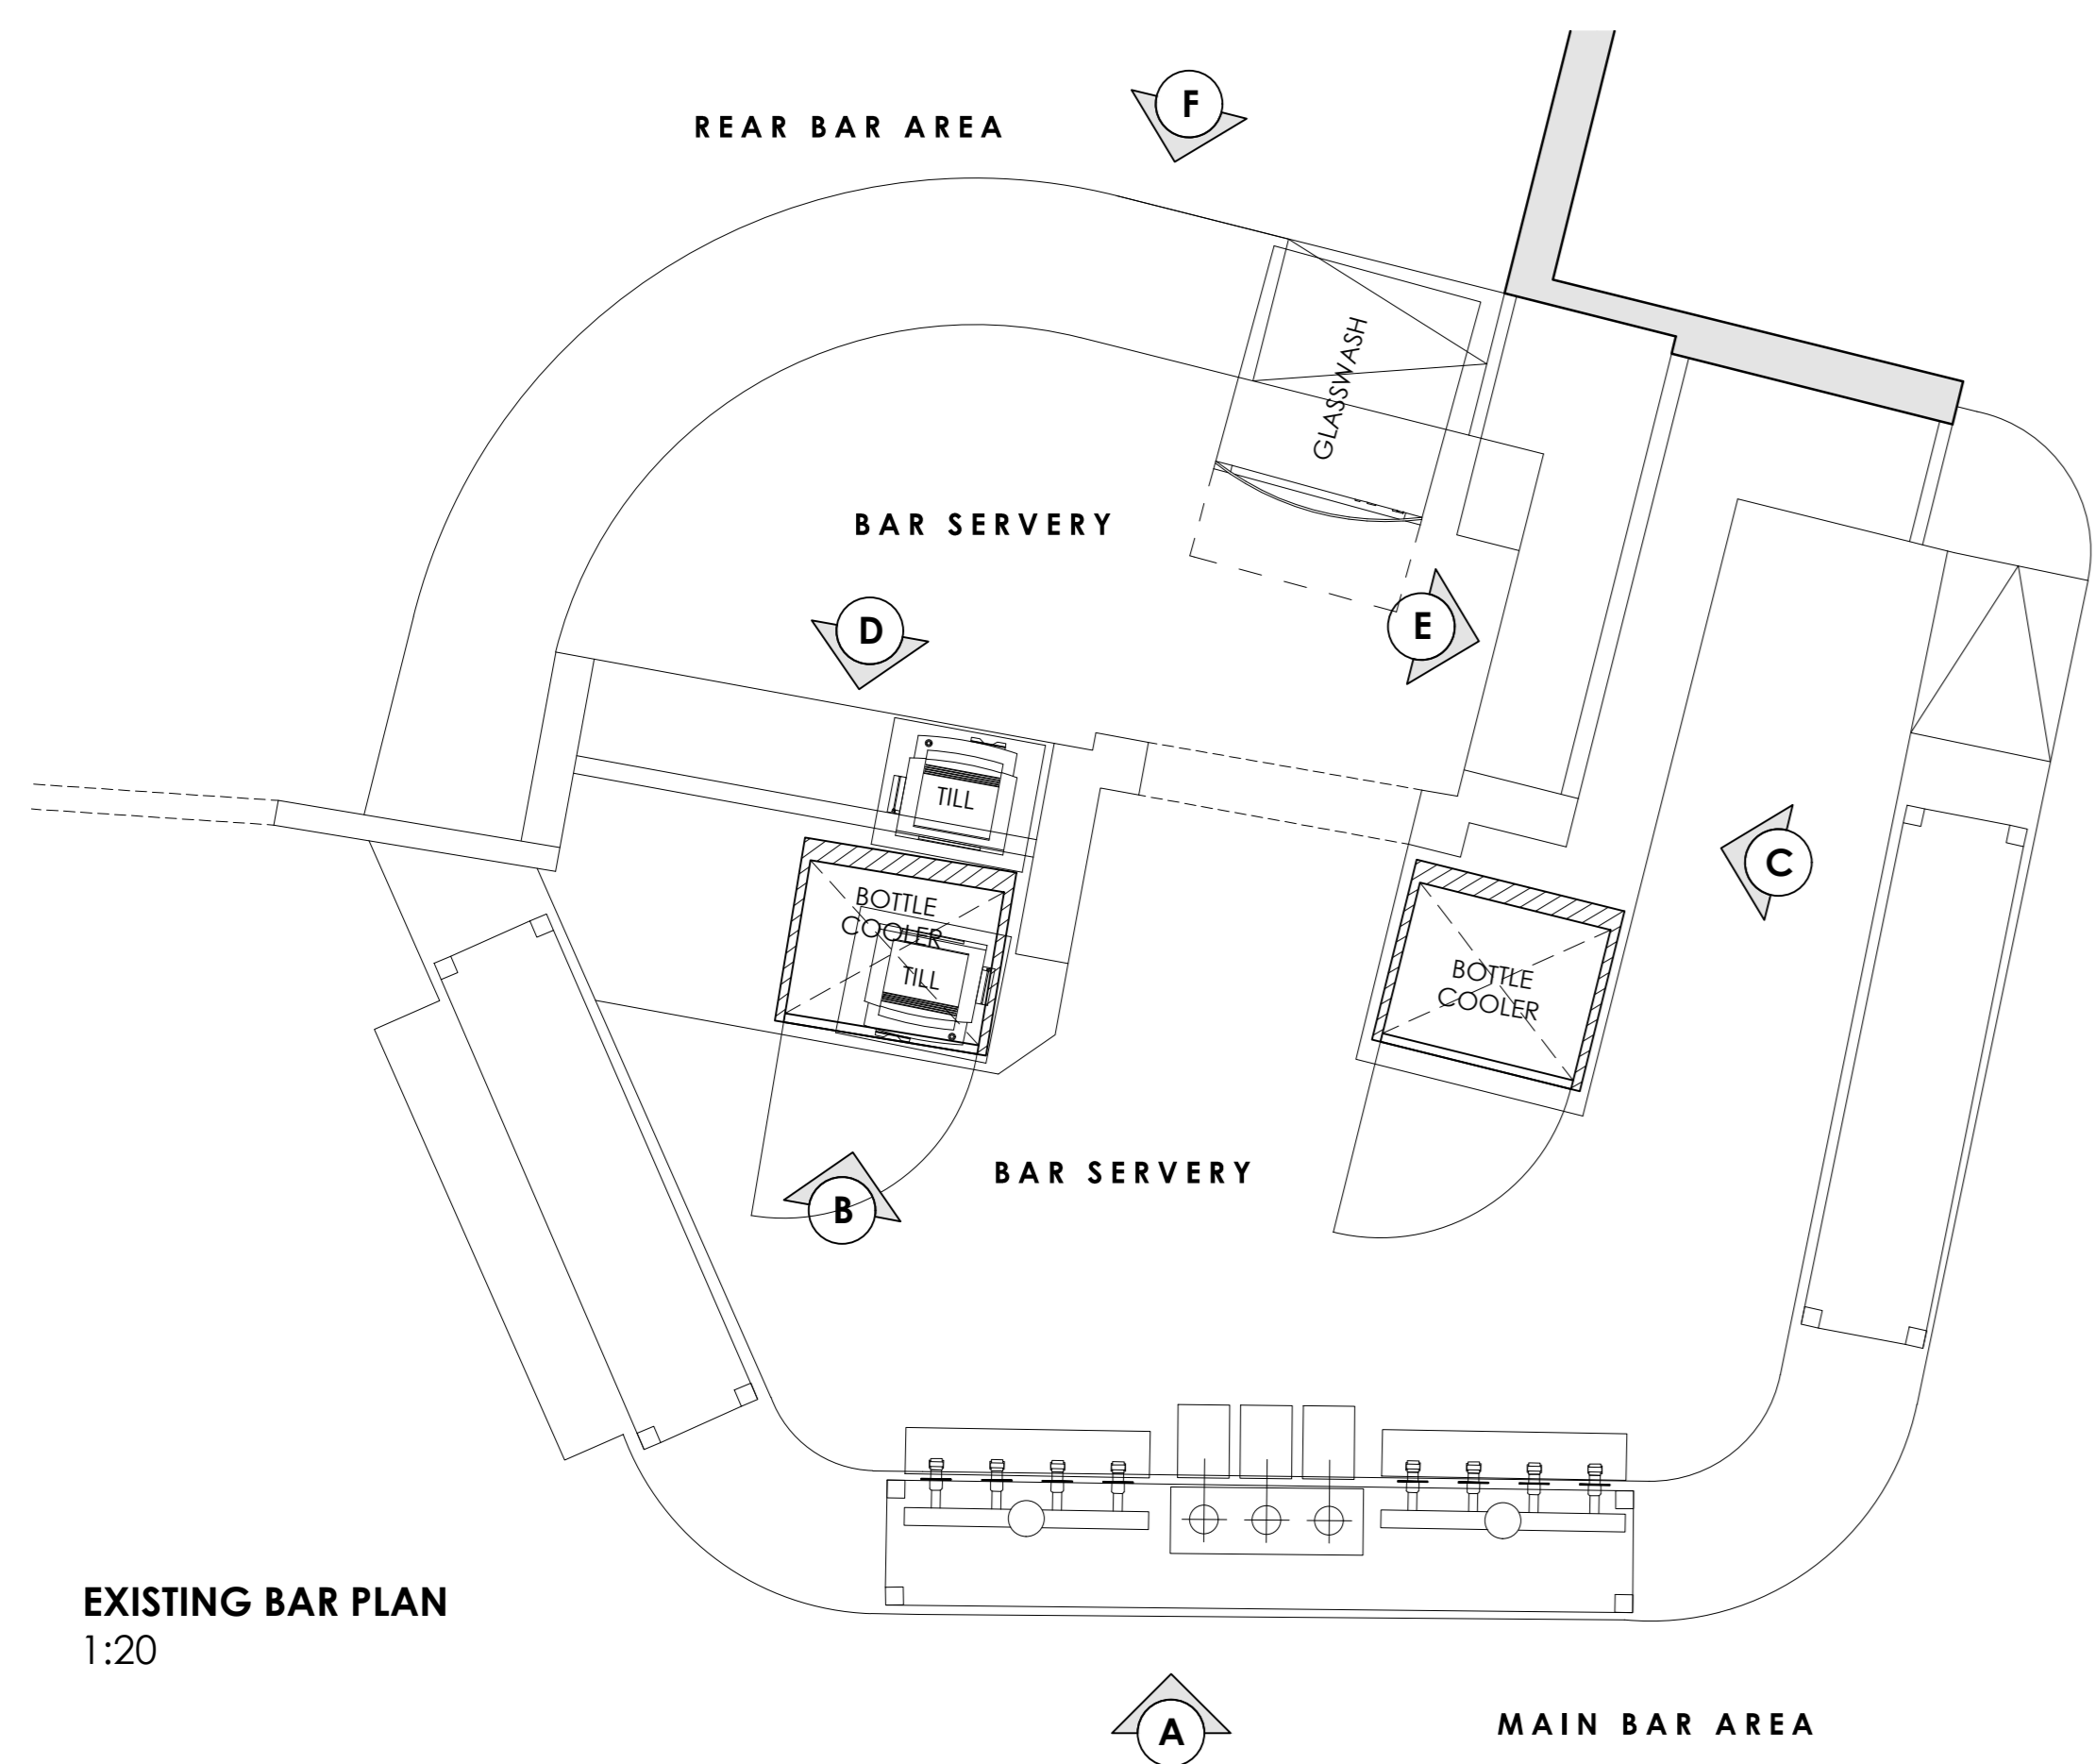 F
REAR BAR AREA
GLASSWASH
BAR SERVERY
D
E
TILL
C
BOTTLE
COOLER
TILL
BOTTLE
COOLER
BAR SERVERY
B
EXISTING BAR PLAN
1:20
A
MAIN BAR AREA